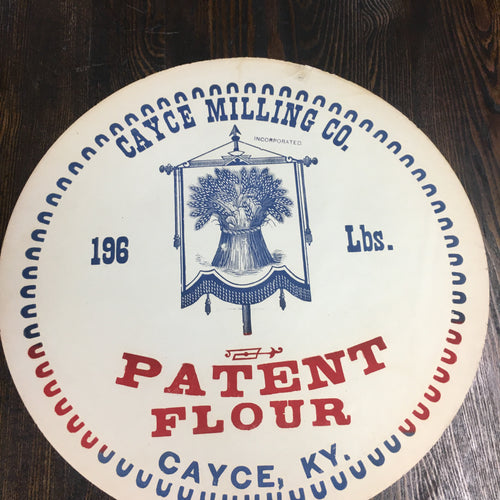 CAYCE MILLING CO.
INCORPORATED
196 Lbs.
PATENT
FLOUR
CAYCE, KY.